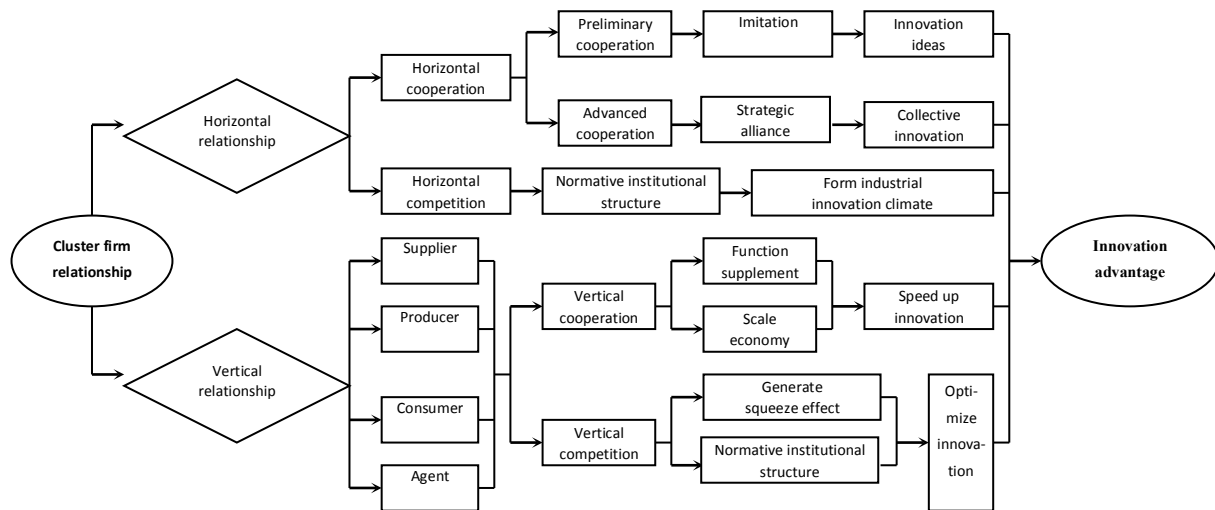 Preliminary
cooperation
Imitation
Innovation
ideas
Horizontal
cooperation
Advanced
cooperation
Strategic
alliance
Collective
innovation
Horizontal
relationship
Horizontal
competition
Normative institutional
structure
Form industrial
innovation climate
Cluster firm
relationship
Supplier
Producer
Consumer
Agent
Vertical
relationship
Vertical
cooperation
Function
supplement
Scale
economy
Speed up
innovation
Vertical
competition
Generate
squeeze effect
Normative institutional
structure
Opti-
mize
innova-
tion
Innovation
advantage